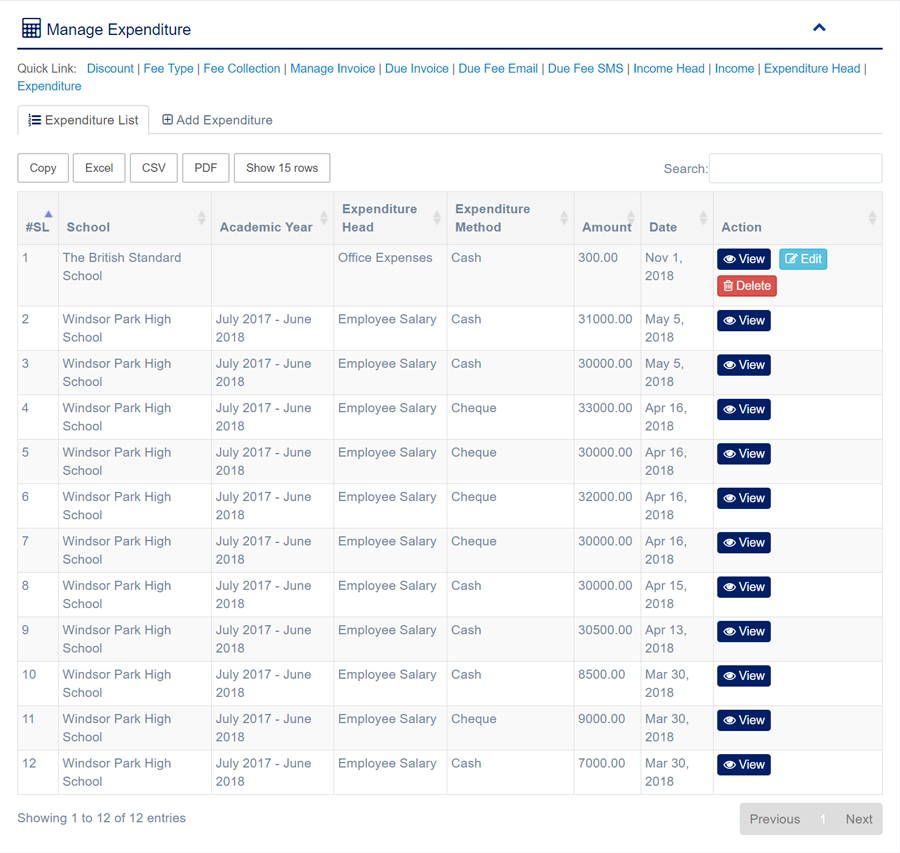 Manage Expenditure
Quick Link: Discount | Fee Type | Fee Collection | Manage Invoice | Due Invoice | Due Fee Email | Due Fee SMS | Income Head | Income | Expenditure Head |
Expenditure
Expenditure List Add Expenditure
Copy Excel CSV PDF Show 15 rows Search:
Expenditure Expenditure
#SL School Academic Year Head Method Amount Date Action
1 The British Standard Office Expenses Cash 300.00 Nov 1, View Edit
School 2018 Delete
2 Windsor Park High July 2017 - June Employee Salary Cash 31000.00 May 5, View
School 2018 2018
3 Windsor Park High July 2017 - June Employee Salary Cash 30000.00 May 5, View
School 2018 2018
4 Windsor Park High July 2017 - June Employee Salary Cheque 33000.00 Apr 16, View
School 2018 2018
5 Windsor Park High July 2017 - June Employee Salary Cheque 30000.00 Apr 16, View
School 2018 2018
6 Windsor Park High July 2017 - June Employee Salary Cheque 32000.00 Apr 16, View
School 2018 2018
7 Windsor Park High July 2017 - June Employee Salary Cheque 30000.00 Apr 16, View
School 2018 2018
8 Windsor Park High July 2017 - June Employee Salary Cash 30000.00 Apr 15, View
School 2018 2018
9 Windsor Park High July 2017 - June Employee Salary Cash 30500.00 Apr 13, View
School 2018 2018
10 Windsor Park High July 2017 - June Employee Salary Cash 8500.00 Mar 30, View
School 2018 2018
11 Windsor Park High July 2017 - June Employee Salary Cheque 9000.00 Mar 30, View
School 2018 2018
12 Windsor Park High July 2017 - June Employee Salary Cash 7000.00 Mar 30, View
School 2018 2018
Showing 1 to 12 of 12 entries Previous 1 Next